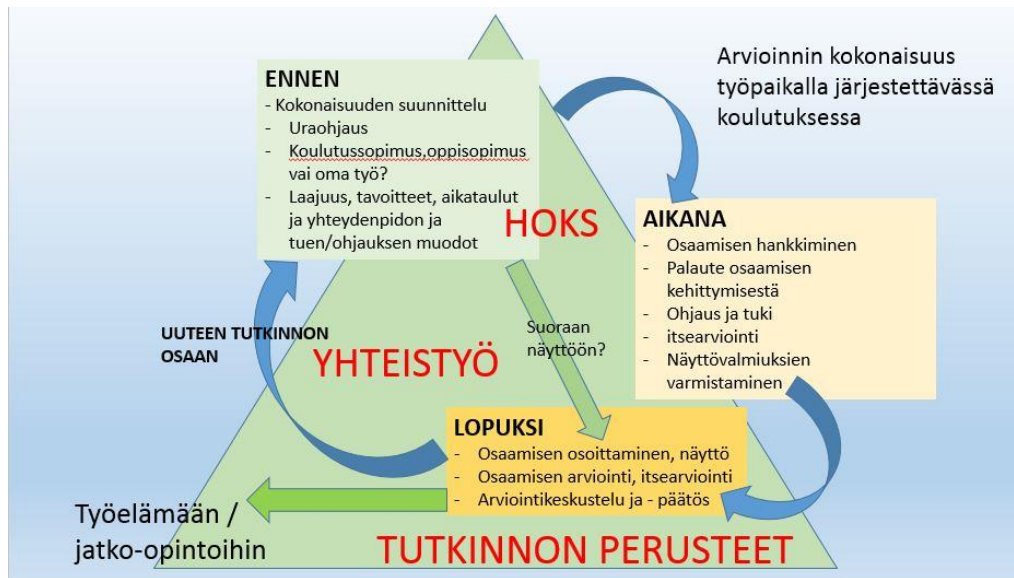 Arvioinnin kokonaisuus
työpaikalla järjestettävässä
koulutuksessa
ENNEN
- Kokonaisuuden suunnittelu
- Uraohjaus
- Koulutussopimus,oppisopimus
vai oma työ?
- Laajuus, tavoitteet, aikataulut
ja yhteydenpidon ja
tuen/ohjauksen muodot
HOKS
AIKANA
- Osaamisen hankkiminen
- Palaute osaamisen
kehittymisestä
- Ohjaus ja tuki
- itsearviointi
- Näyttövalmiuksien
varmistaminen
Suoraan
näyttöön?
UUTEEN TUTKINNON
OSAAN
YHTEISTYÖ
LOPUKSI
- Osaamisen osoittaminen, näyttö
- Osaamisen arviointi, itsearviointi
- Arviointikeskustelu ja - päätös
Työelämään /
jatko-opintoihin
TUTKINNON PERUSTEET